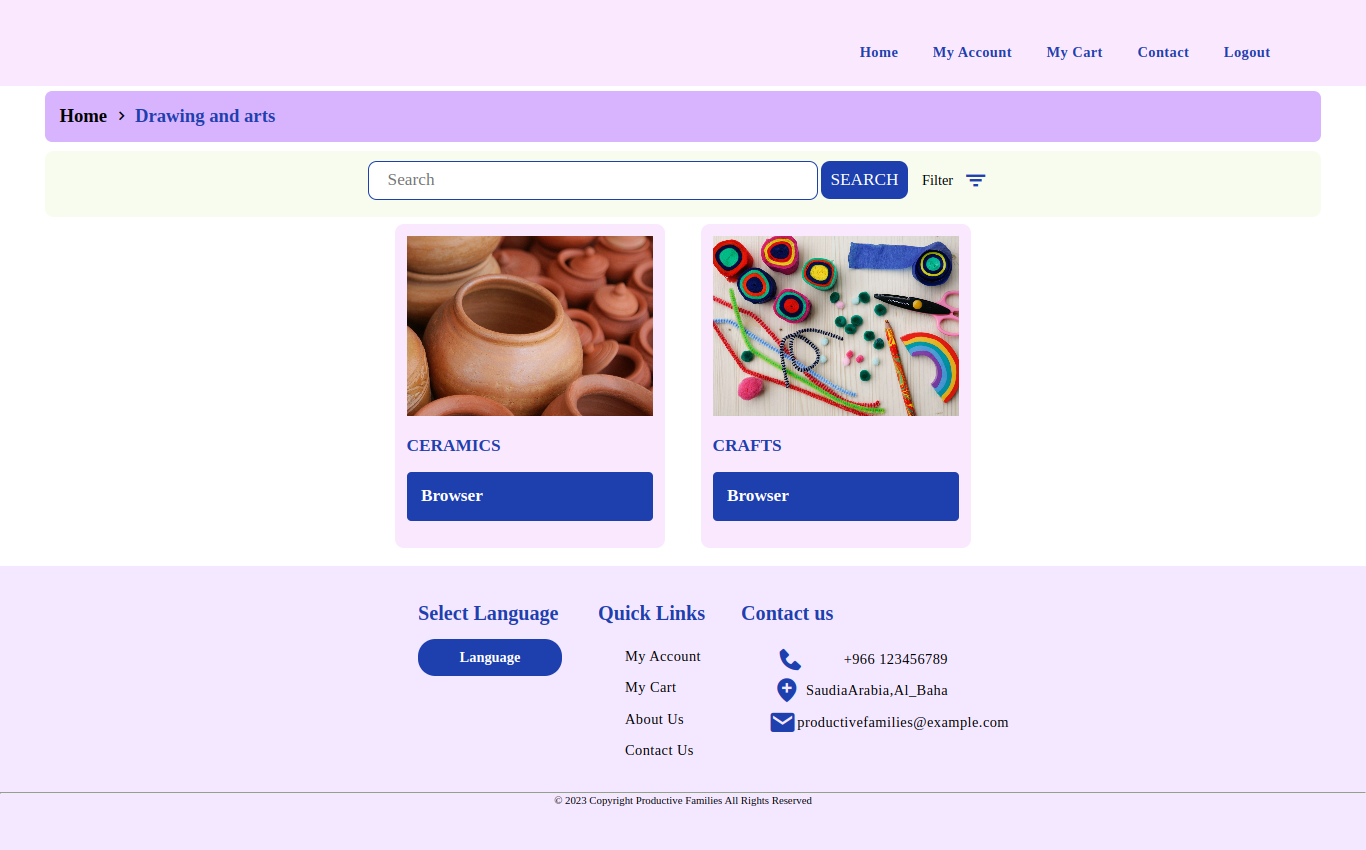 Home My Account My Cart Contact Logout
Home > Drawing and arts
Search SEARCH Filter
CERAMICS CRAFTS
Browser Browser
Select Language Quick Links Contact us
Language My Account +966 123456789
My Cart SaudiaArabia,Al_Baha
About Us productivefamilies@example.com
Contact Us
© 2023 Copyright Productive Families All Rights Reserved